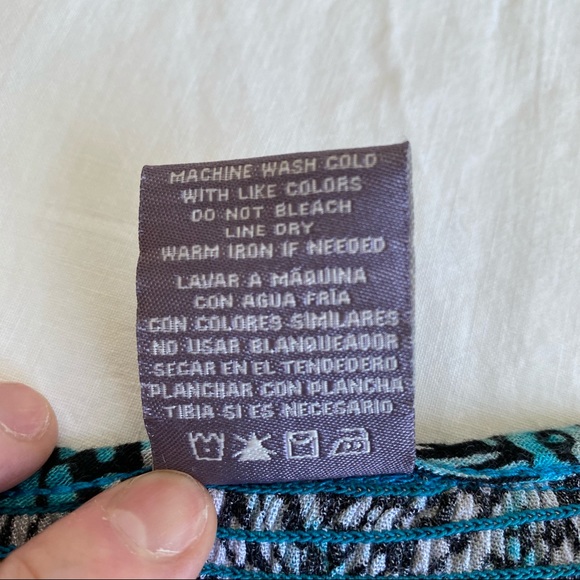 MACHINE WASH COLD
WITH LIKE COLORS
DO NOT BLEACH
LINE DRY
WARM IRON IF NEEDED
LAVAR A MÁQUINA
CON AGUA FRÍA
CON COLORES SIMILARES
NO USAR BLANQUEADOR
SECAR EN EL TENDEDERO
PLANCHAR CON PLANCHA
TIBIA SI ES NECESARIO